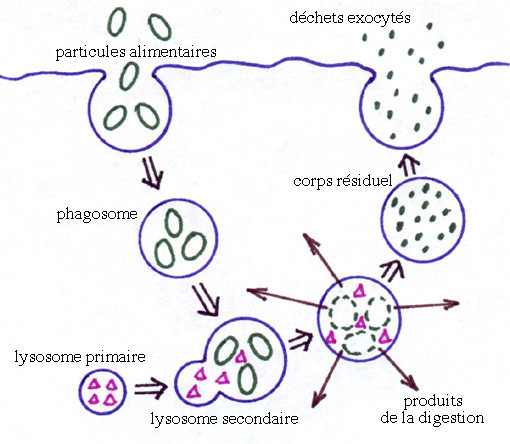 déchets exocytés
particules alimentaires
corps résiduel
phagosome
lysosome primaire
lysosome secondaire
produits
de la digestion